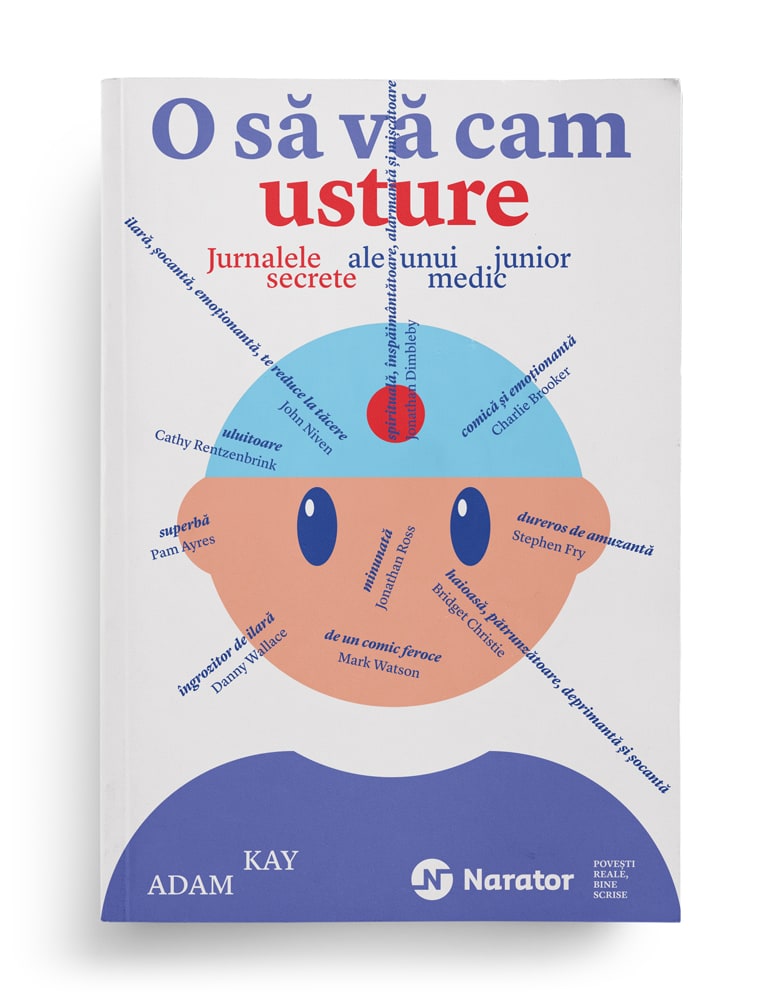 O să vă cam
usture
Jurnalele ale unui junior
secrete medic
spirituală, înspăimântătoare, alarmantă și mișcătoare
Jonathan Dimbleby
ilară, șocantă, emoționantă, te reduce la tăcere
John Niven
comică și emoționantă
Charlie Brooker
uluitoare
Cathy Rentzenbrink
superbă
Pam Ayres
minunată
Jonathan Ross
dureros de amuzantă
Stephen Fry
haioasă, pătrunzătoare, deprimantă și șocantă
Bridget Christie
îngrozitor de ilară
Danny Wallace
de un comic feroce
Mark Watson
ADAM KAY
N Narator
POVEȘTI
REALE,
BINE
SCRISE